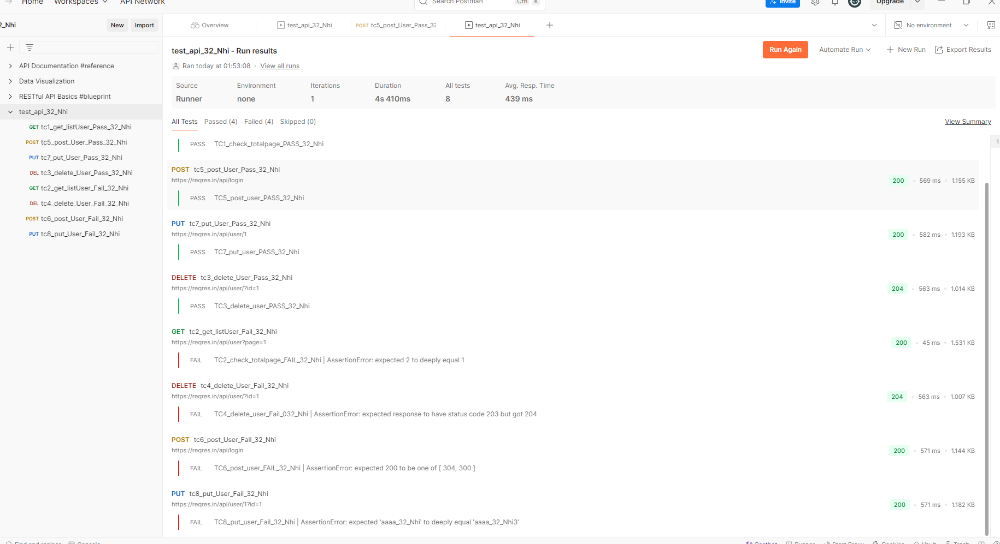 Home Workspaces API Network Search Postman Ctrl K Invite Upgrade
2_Nhi New Import Overview test_api_32_Nhi POST tc5_post_User_Pass_32 test_api_32_Nhi No environment
API Documentation #reference
Data Visualization
RESTful API Basics #blueprint
test_api_32_Nhi
GET tc1_get_listUser_Pass_32_Nhi
POST tc5_post_User_Pass_32_Nhi
PUT tc7_put_User_Pass_32_Nhi
DEL tc3_delete_User_Pass_32_Nhi
GET tc2_get_listUser_Fail_32_Nhi
DEL tc4_delete_User_Fail_32_Nhi
POST tc6_post_User_Fail_32_Nhi
PUT tc8_put_User_Fail_32_Nhi
test_api_32_Nhi - Run results
Run Again Automate Run New Run Export Results
Ran today at 01:53:08 · View all runs
Source Environment Iterations Duration All tests Avg. Resp. Time
Runner none 1 4s 410ms 8 439 ms
All Tests Passed (4) Failed (4) Skipped (0) View Summary
PASS TC1_check_totalpage_PASS_32_Nhi
1
POST tc5_post_User_Pass_32_Nhi
https://reqres.in/api/login
200 569 ms 1.155 KB
PASS TC5_post_user_PASS_32_Nhi
PUT tc7_put_User_Pass_32_Nhi
https://reqres.in/api/user/1
200 582 ms 1.193 KB
PASS TC7_put_user_PASS_32_Nhi
DELETE tc3_delete_User_Pass_32_Nhi
https://reqres.in/api/user/?id=1
204 563 ms 1.014 KB
PASS TC3_delete_user_PASS_32_Nhi
GET tc2_get_listUser_Fail_32_Nhi
https://reqres.in/api/user?page=1
200 45 ms 1.531 KB
FAIL TC2_check_totalpage_FAIL_32_Nhi | AssertionError: expected 2 to deeply equal 1
DELETE tc4_delete_User_Fail_32_Nhi
https://reqres.in/api/user/?id=1
204 563 ms 1.007 KB
FAIL TC4_delete_user_Fail_032_Nhi | AssertionError: expected response to have status code 203 but got 204
POST tc6_post_User_Fail_32_Nhi
https://reqres.in/api/login
200 571 ms 1.144 KB
FAIL TC6_post_user_FAIL_32_Nhi | AssertionError: expected 200 to be one of [ 304, 300 ]
PUT tc8_put_User_Fail_32_Nhi
https://reqres.in/api/user/1?id=1
200 571 ms 1.182 KB
FAIL TC8_put_user_Fail_32_Nhi | AssertionError: expected 'aaaa_32_Nhi' to deeply equal 'aaaa_32_Nhi3'
Find and replace Console Postbot Runner Start Proxy Cookies Vault Trash